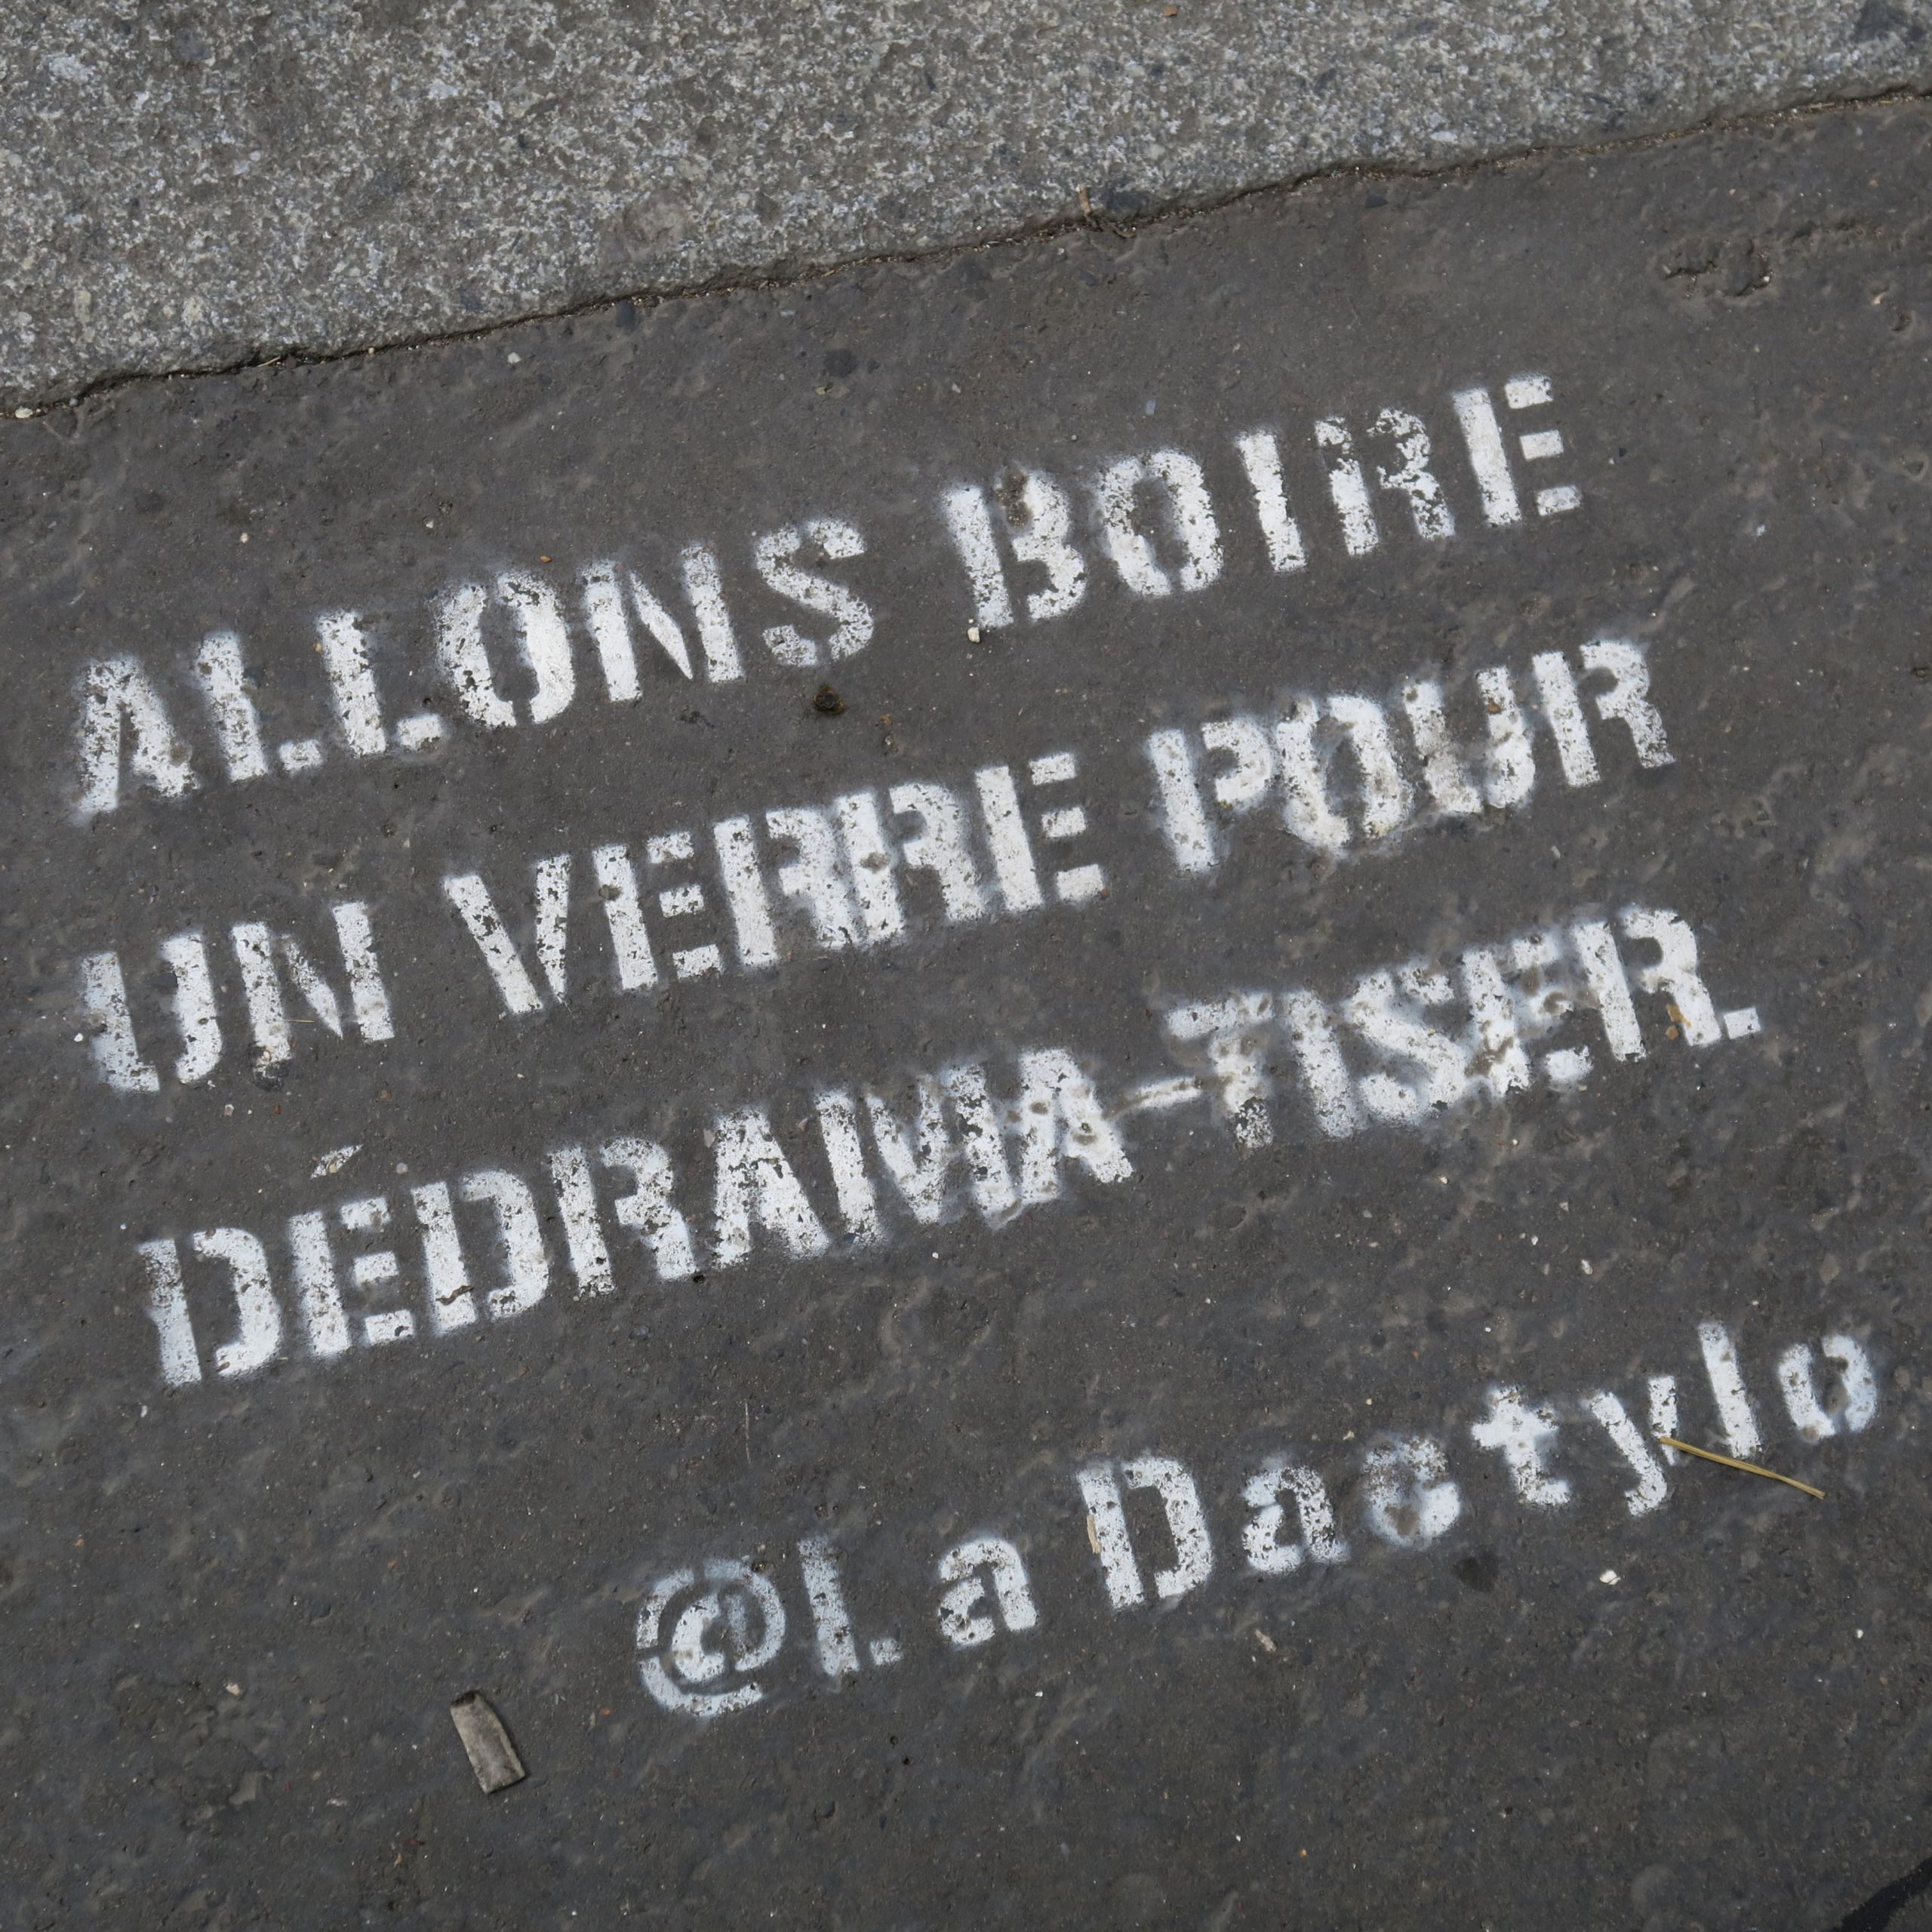 ALLONS BOIRE
UN VERRE POUR
DÉDRAMA-TISER.
@La Dactylo